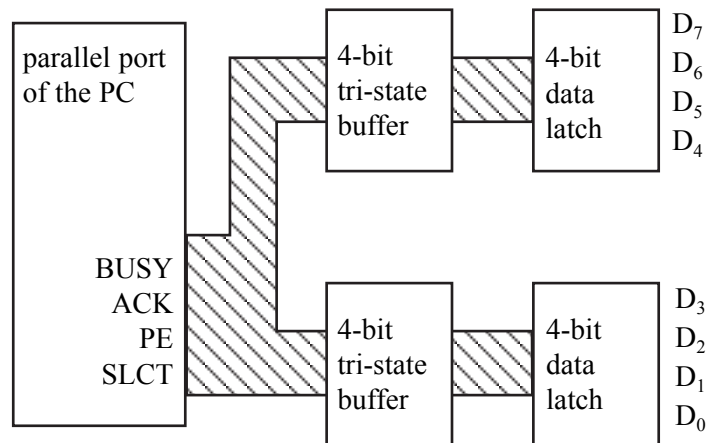 parallel port
of the PC
BUSY
ACK
PE
SLCT
4-bit
tri-state
buffer
4-bit
data
latch
D₇
D₆
D₅
D₄
4-bit
tri-state
buffer
4-bit
data
latch
D₃
D₂
D₁
D₀